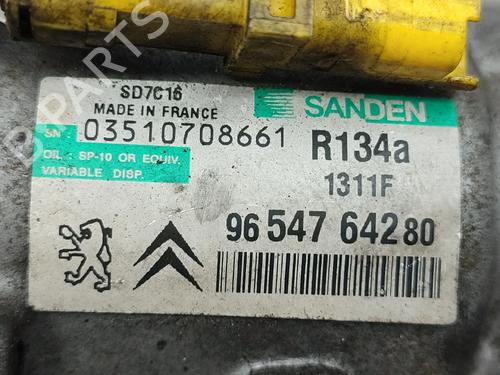 SD7C16
MADE IN FRANCE
SANDEN
SN: 03510708661
R134a
OIL: SP-10 OR EQUIV.
VARIABLE DISP.
1311F
96 547 642 80
B PARTS